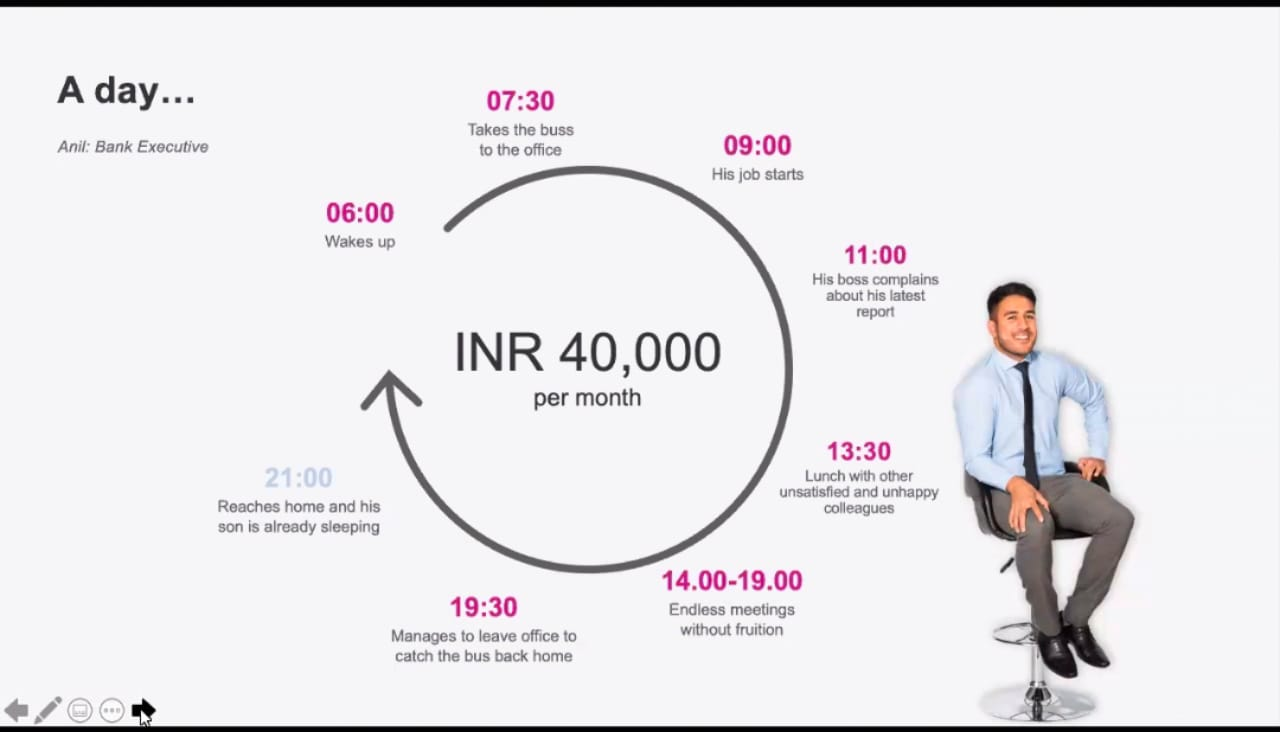 A day...
Anil: Bank Executive
07:30
Takes the buss
to the office
09:00
His job starts
06:00
Wakes up
11:00
His boss complains
about his latest
report
INR 40,000
per month
13:30
Lunch with other
unsatisfied and unhappy
colleagues
21:00
Reaches home and his
son is already sleeping
14.00-19.00
Endless meetings
without fruition
19:30
Manages to leave office to
catch the bus back home